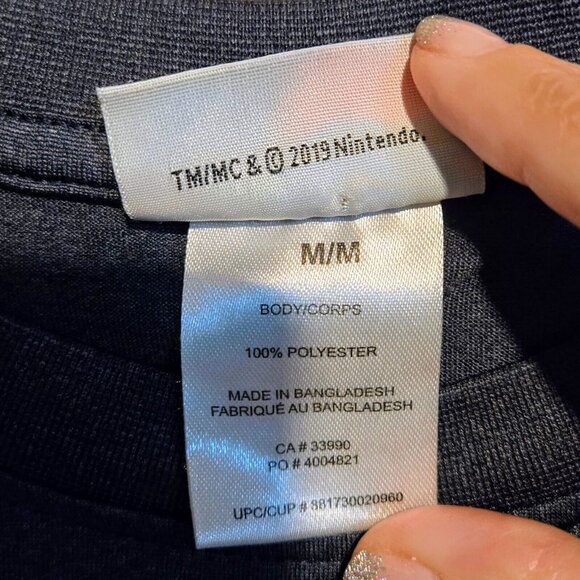 TM/MC & © 2019 Nintendo.
M/M
BODY/CORPS
100% POLYESTER
MADE IN BANGLADESH
FABRIQUÉ AU BANGLADESH
CA # 33990
PO # 4004821
UPC/CUP # 881730020960